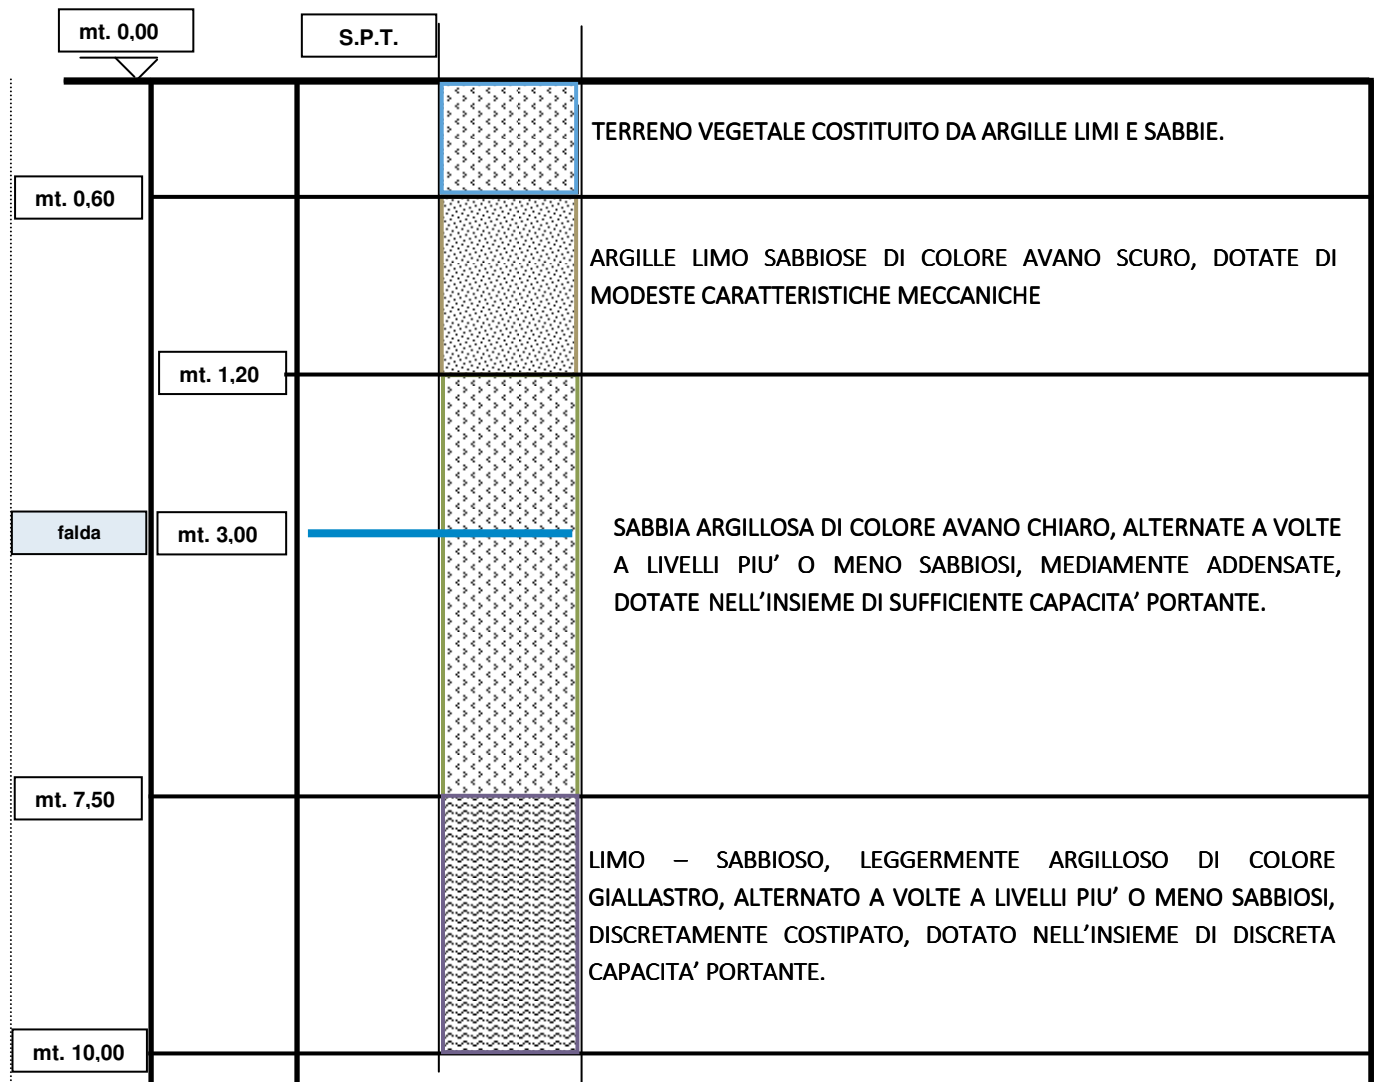 mt. 0,00
S.P.T.
TERRENO VEGETALE COSTITUITO DA ARGILLE LIMI E SABBIE.
mt. 0,60
ARGILLE LIMO SABBIOSE DI COLORE AVANO SCURO, DOTATE DI
MODESTE CARATTERISTICHE MECCANICHE
mt. 1,20
falda
mt. 3,00
SABBIA ARGILLOSA DI COLORE AVANO CHIARO, ALTERNATE A VOLTE
A LIVELLI PIU’ O MENO SABBIOSI, MEDIAMENTE ADDENSATE,
DOTATE NELL’INSIEME DI SUFFICIENTE CAPACITA’ PORTANTE.
mt. 7,50
LIMO – SABBIOSO, LEGGERMENTE ARGILLOSO DI COLORE
GIALLASTRO, ALTERNATO A VOLTE A LIVELLI PIU’ O MENO SABBIOSI,
DISCRETAMENTE COSTIPATO, DOTATO NELL’INSIEME DI DISCRETA
CAPACITA’ PORTANTE.
mt. 10,00